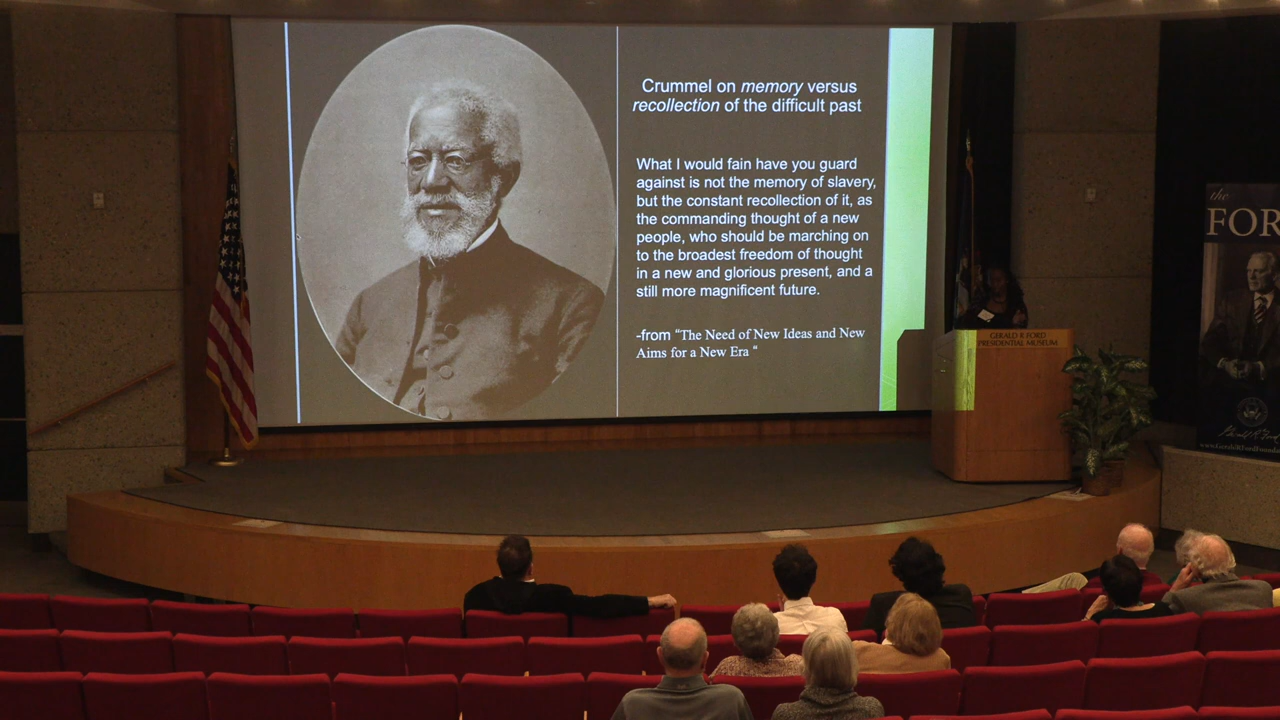 Crummel on memory versus
recollection of the difficult past
What I would fain have you guard
against is not the memory of slavery,
but the constant recollection of it, as
the commanding thought of a new
people, who should be marching on
to the broadest freedom of thought
in a new and glorious present, and a
still more magnificent future.
-from “The Need of New Ideas and New
Aims for a New Era “
GERALD R FORD
PRESIDENTIAL MUSEUM
the
FOR